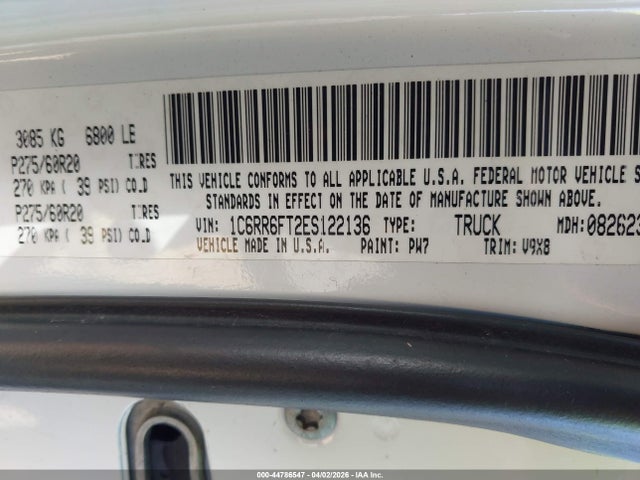 3085 KG 6800 LB
P275/60R20 TIRES
270 KPA ( 39 PSI) COLD
P275/60R20 TIRES
270 KPA ( 39 PSI) COLD
THIS VEHICLE CONFORMS TO ALL APPLICABLE U.S.A. FEDERAL MOTOR VEHICLE S
STANDARDS IN EFFECT ON THE DATE OF MANUFACTURE SHOWN ABOVE.
VIN: 1C6RR6FT2ES122136 TYPE: TRUCK MDH: 082623
VEHICLE MADE IN U.S.A. PAINT: PW7 TRIM: V9X8
000-44786547 - 04/02/2026 - IAA Inc.